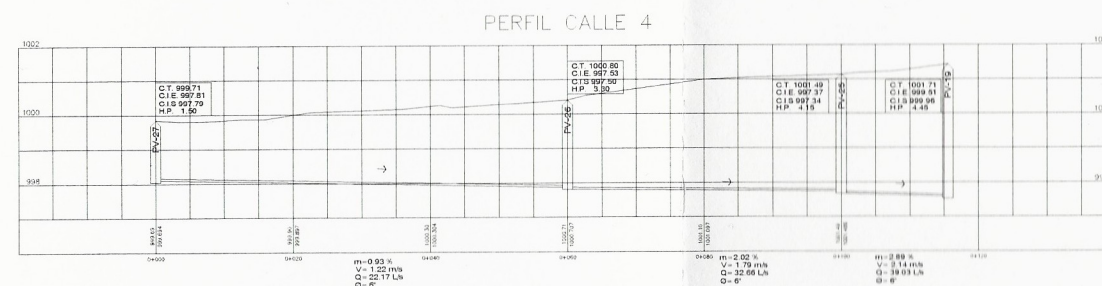 PERFIL CALLE 4
1002
1000
998
C.T. 999.71
C.I.E. 997.81
C.I.S 997.79
H.P. 1.50
PV-27
C.T. 1000.80
C.I.E. 997.53
C.I.S 997.50
H.P. 3.30
PV-26
C.T 1001.49
C.I.E. 997.37
C.I.S 997.34
H.P 4.15
PV-25
C.T 1001.71
C.I.E. 999.51
C.I.S 999.96
H.P. 4.45
PV-19
0+000
0+020
0+040
0+060
0+080
0+100
0+120
m=0.93 %
V= 1.22 m/s
Q= 22.17 L/s
Ø= 6"
m=2.02 %
V= 1.79 m/s
Q= 32.66 L/s
Ø= 6"
m=2.89 %
V= 2.14 m/s
Q= 39.03 L/s
Ø= 6"